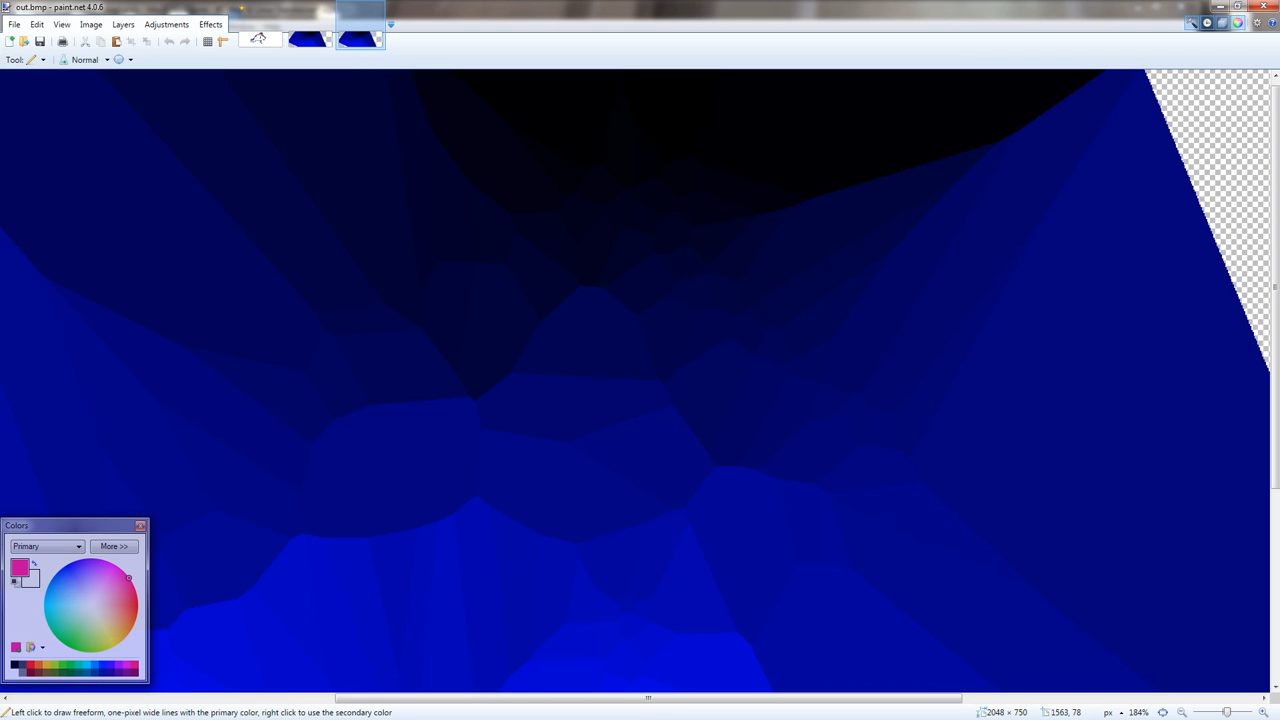 out.bmp - paint.net 4.0.6
File Edit View Image Layers Adjustments Effects
Tool: Normal
Colors
Primary More >>
Left click to draw freeform, one-pixel wide lines with the primary color, right click to use the secondary color 2048 × 750 1563, 78 px 184%